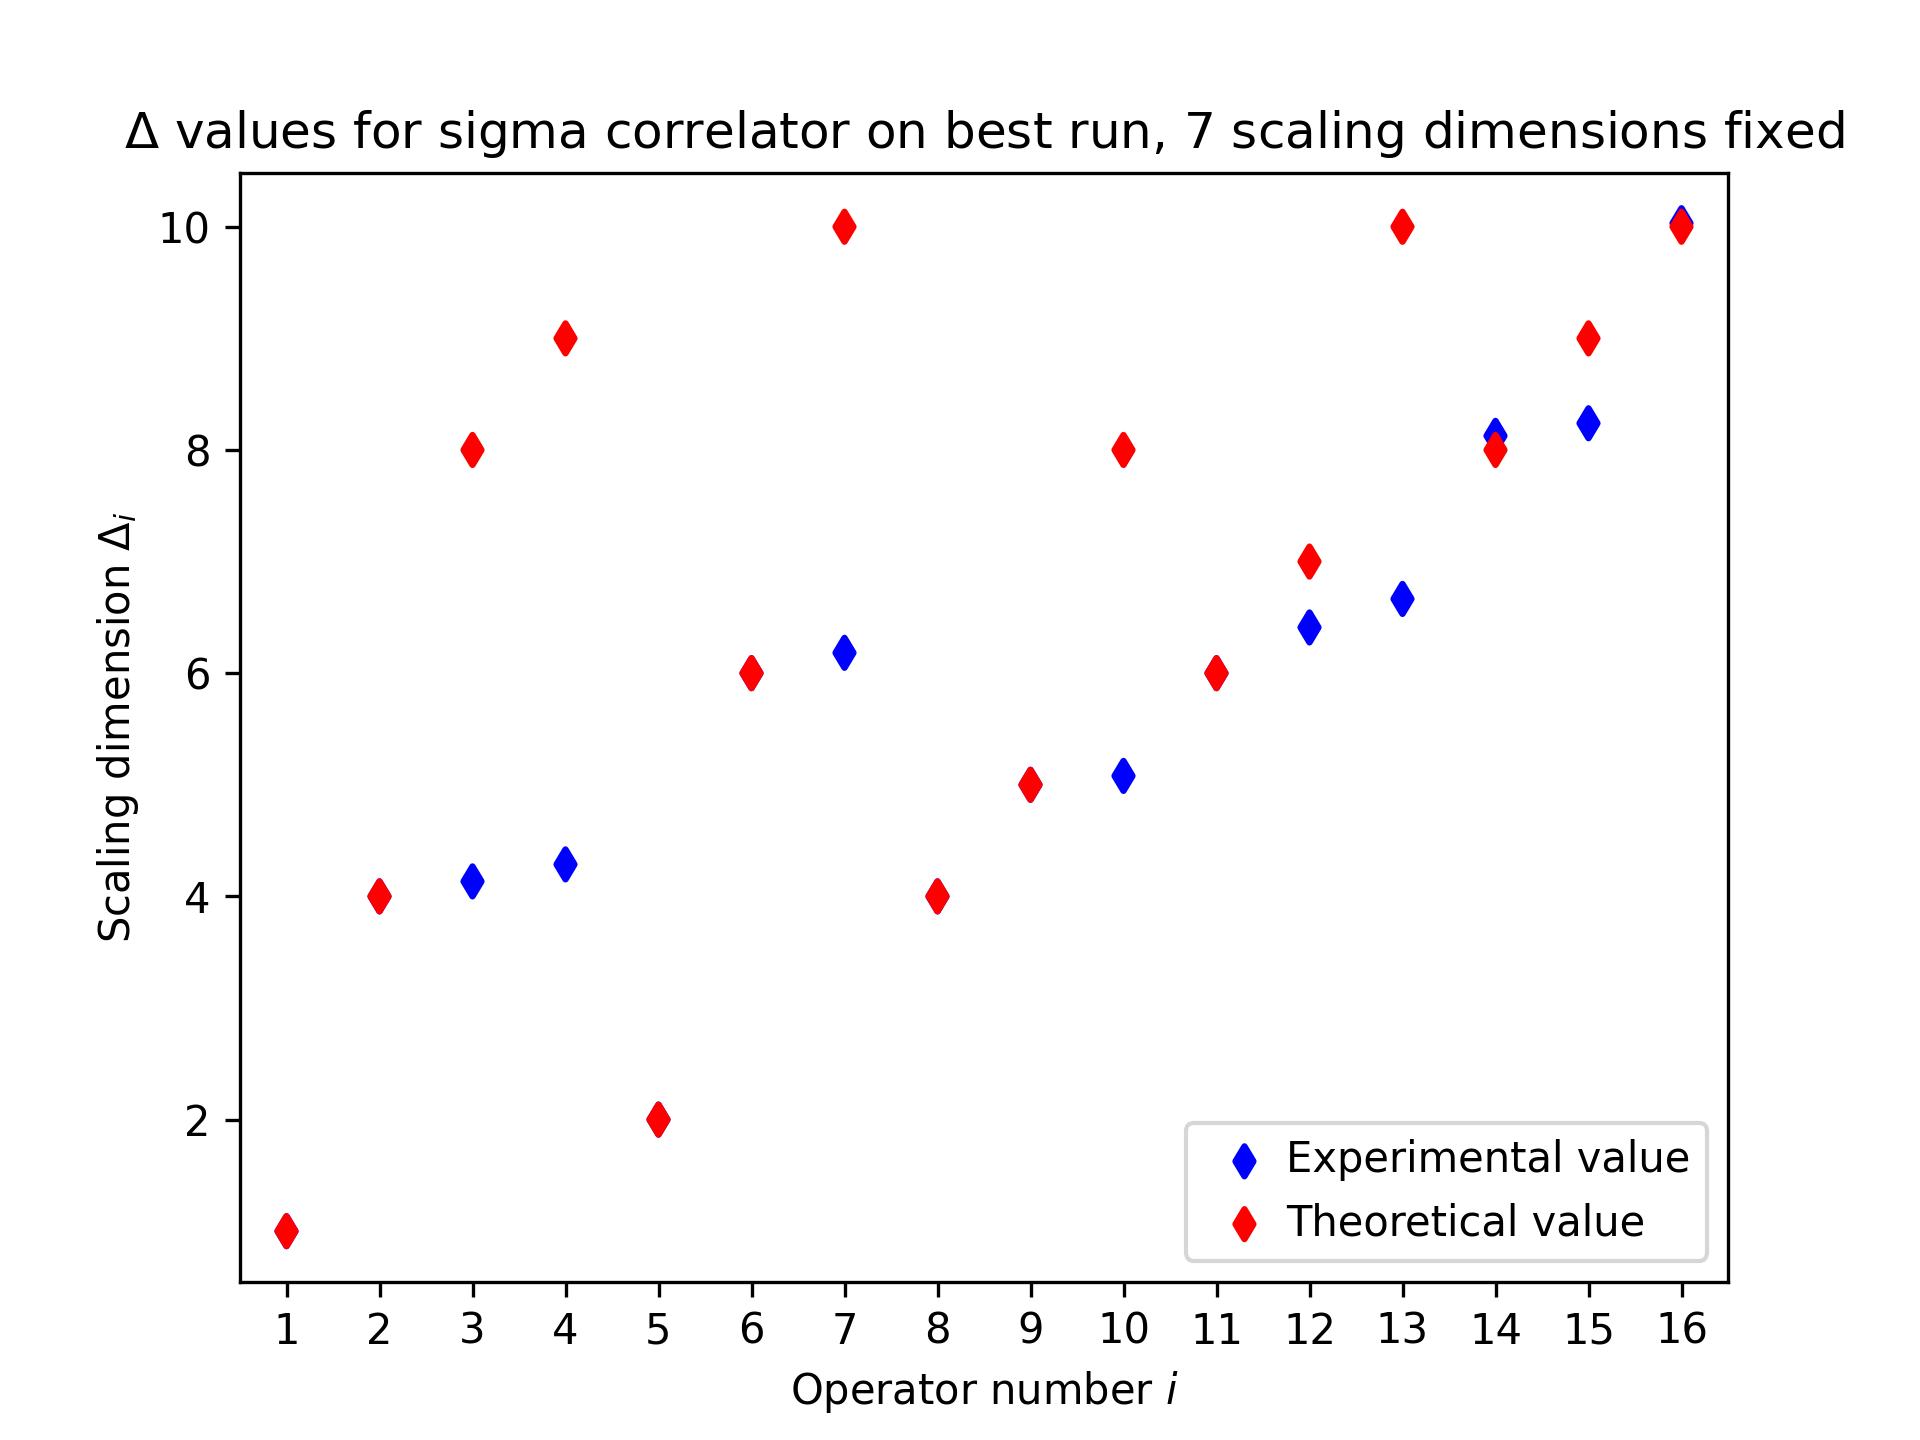 Δ values for sigma correlator on best run, 7 scaling dimensions fixed
Scaling dimension Δᵢ
10
8
6
4
2
Experimental value
Theoretical value
1 2 3 4 5 6 7 8 9 10 11 12 13 14 15 16
Operator number i